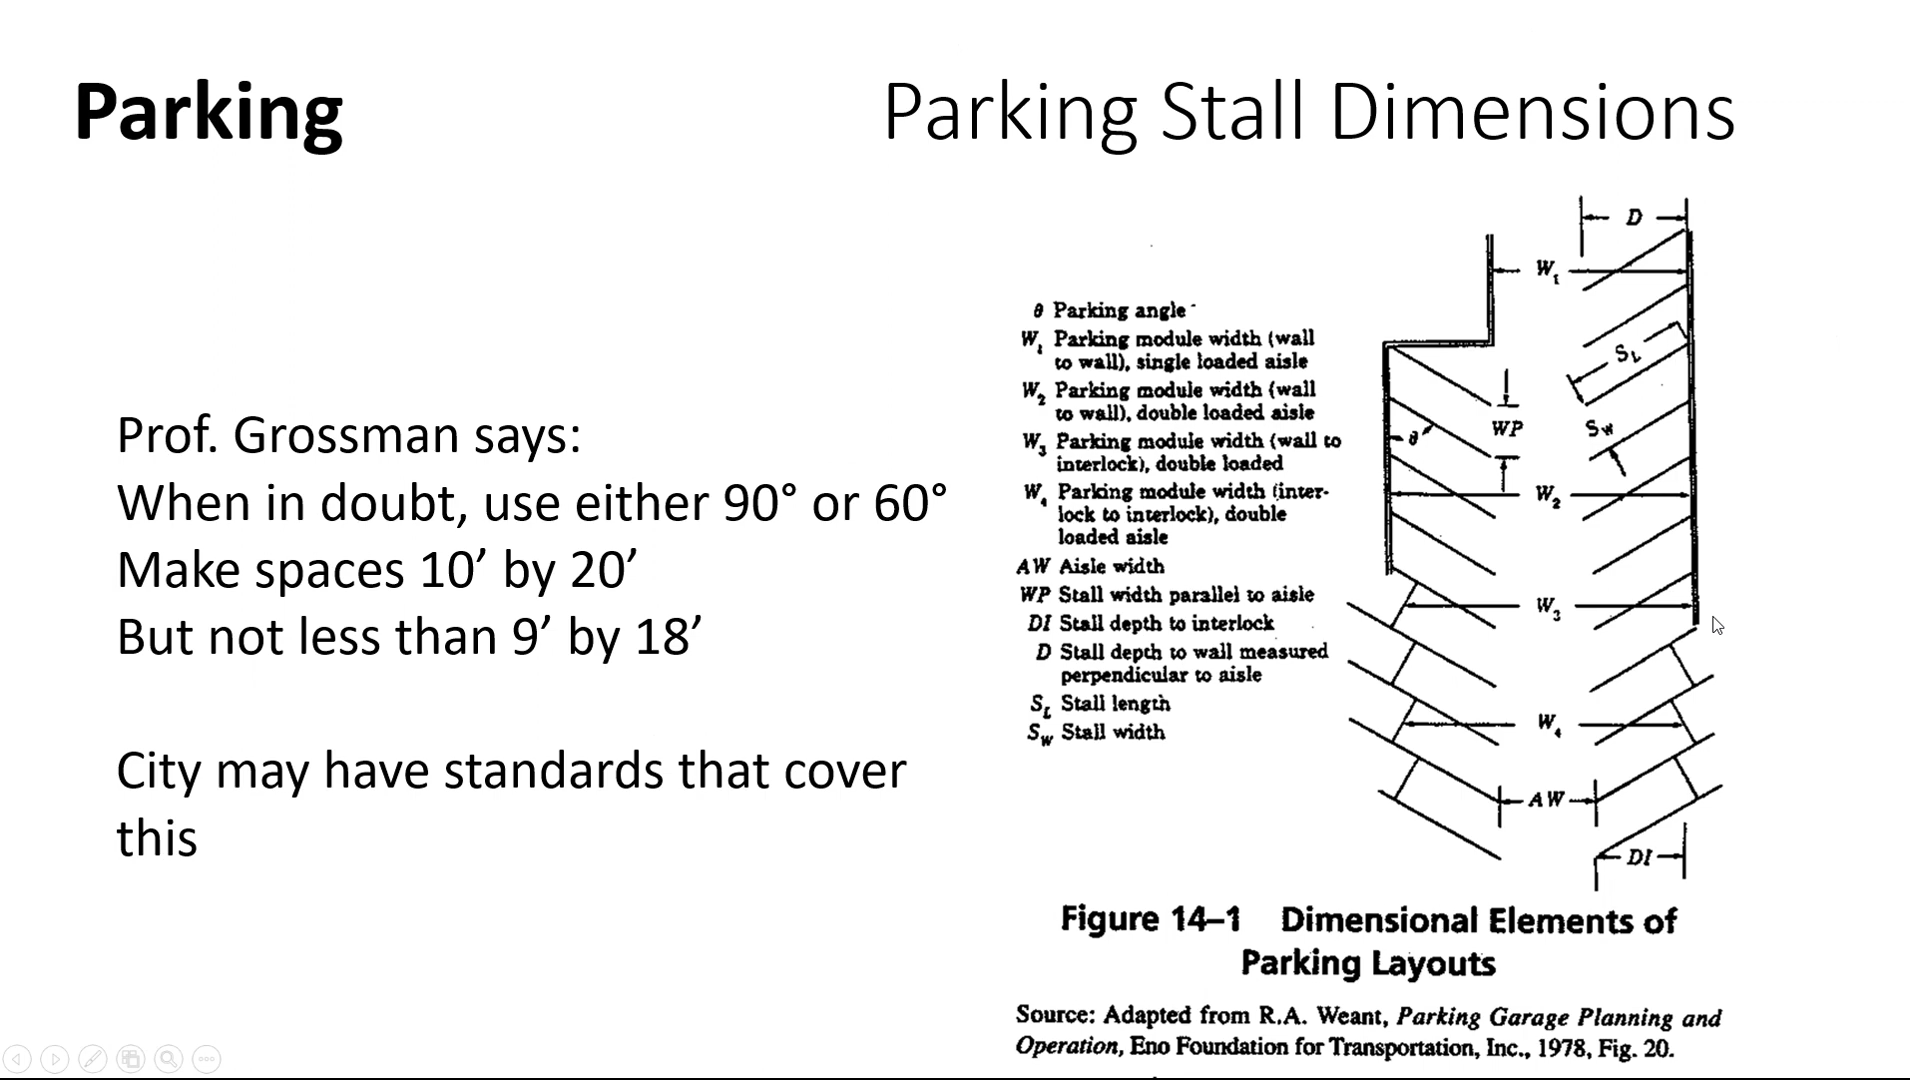 Parking
Parking Stall Dimensions
Prof. Grossman says:
When in doubt, use either 90° or 60°
Make spaces 10’ by 20’
But not less than 9’ by 18’
City may have standards that cover
this
θ Parking angle
W₁ Parking module width (wall
to wall), single loaded aisle
W₂ Parking module width (wall
to wall), double loaded aisle
W₃ Parking module width (wall to
interlock), double loaded
W₄ Parking module width (inter-
lock to interlock), double
loaded aisle
AW Aisle width
WP Stall width parallel to aisle
DI Stall depth to interlock
D Stall depth to wall measured
perpendicular to aisle
S_L Stall length
S_W Stall width
D
W₁
S_L
WP
S_W
θ
W₂
W₃
W₄
AW
DI
Figure 14–1 Dimensional Elements of
Parking Layouts
Source: Adapted from R.A. Weant, Parking Garage Planning and
Operation, Eno Foundation for Transportation, Inc., 1978, Fig. 20.